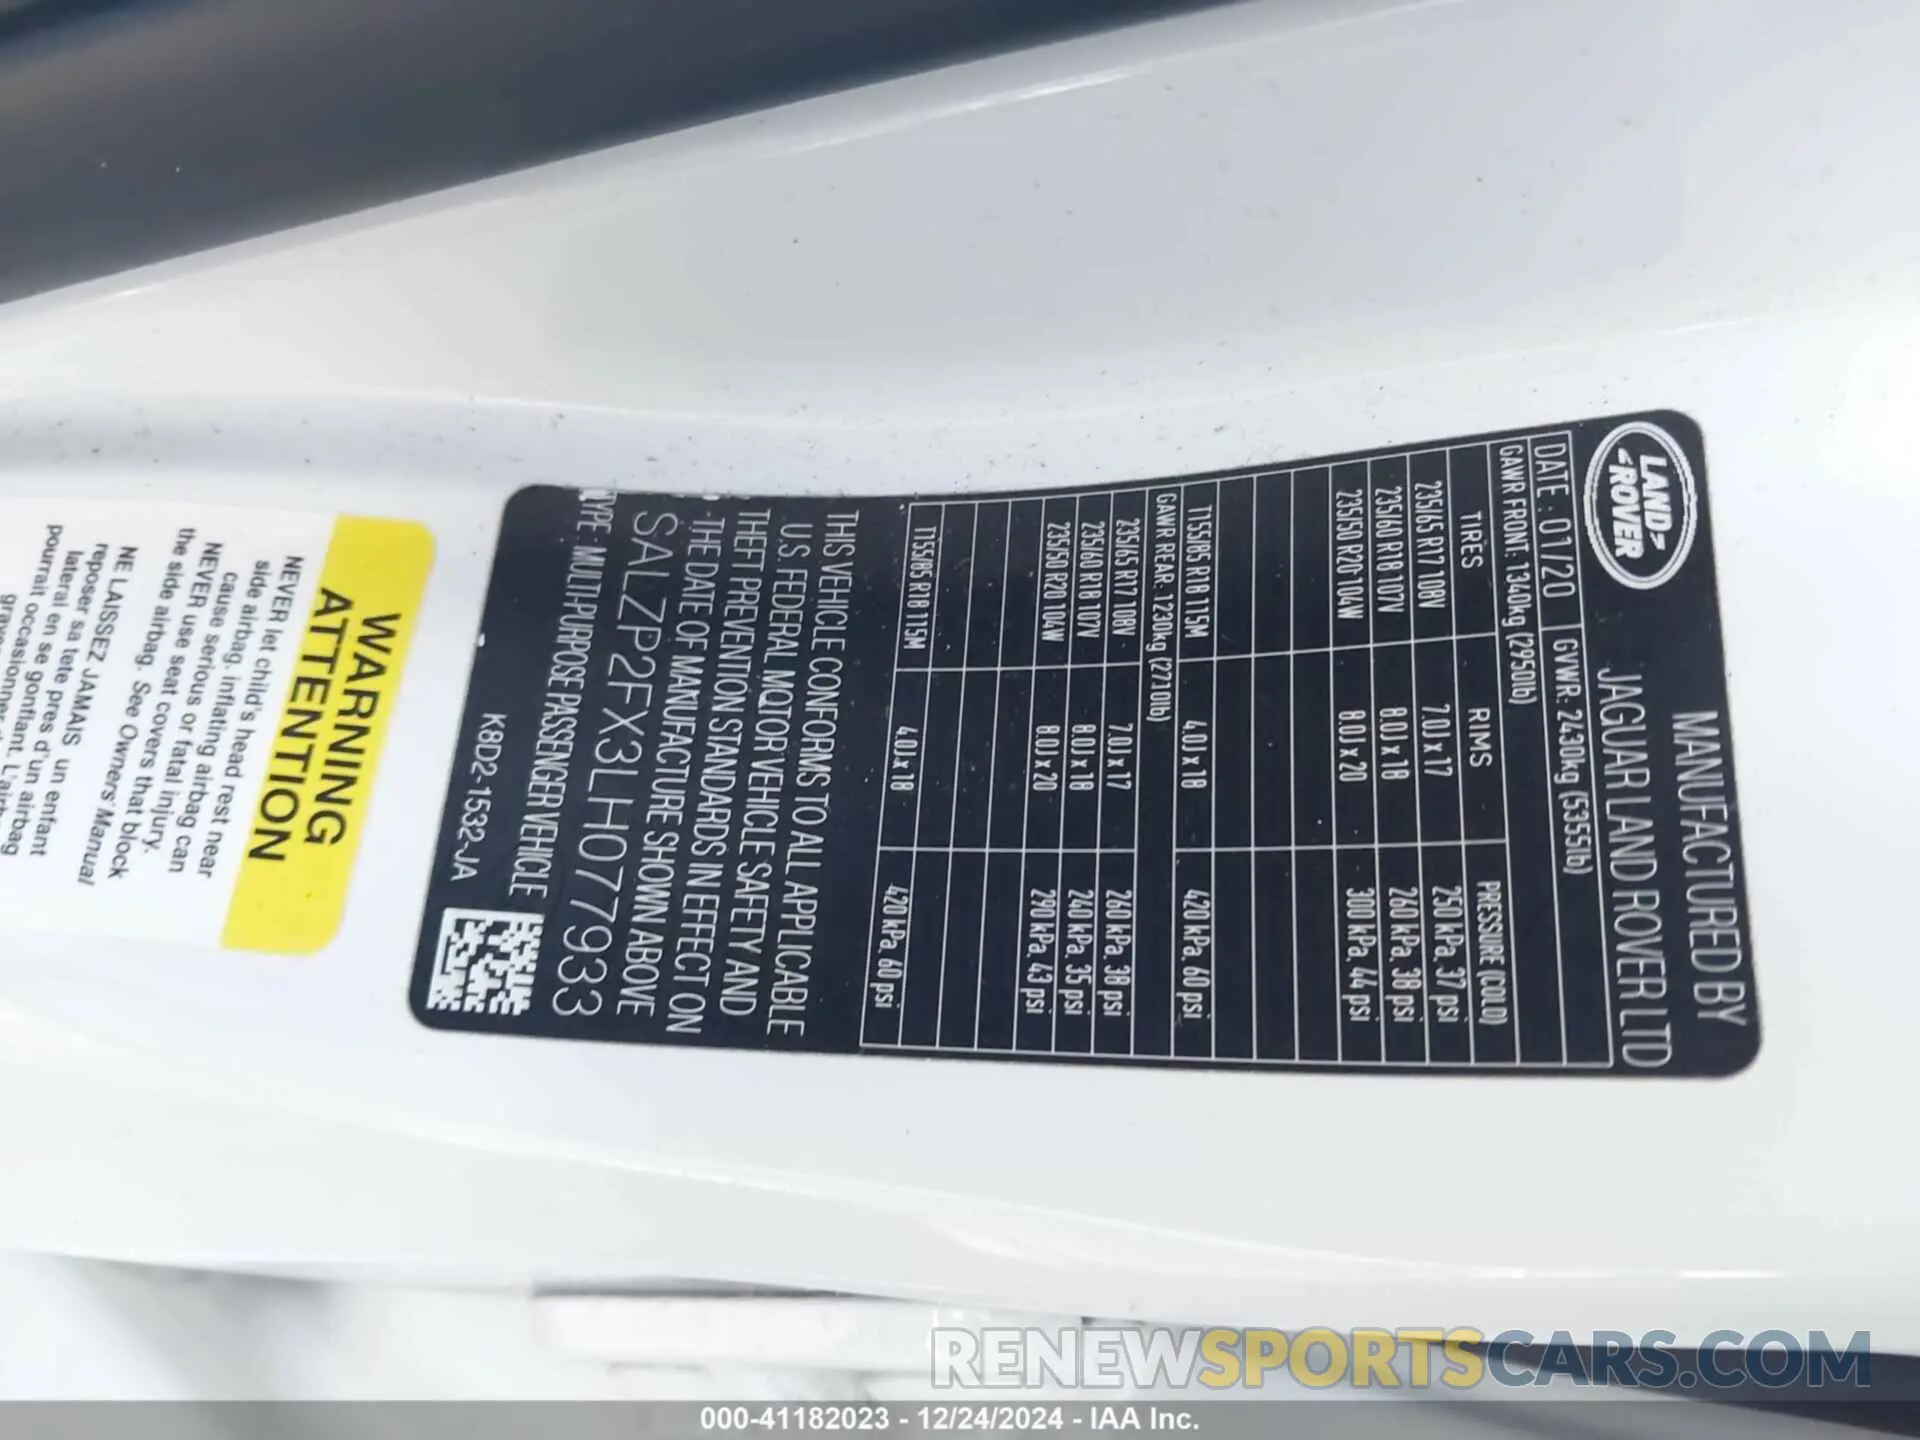 LAND
ROVER
MANUFACTURED BY
JAGUAR LAND ROVER LTD
DATE: 01/20 GVWR: 2430kg (5355lb)
GAWR FRONT: 1340kg (2950lb)
TIRES RIMS PRESSURE (COLD)
235/65 R17 108V 7.0J x 17 250 kPa, 37 psi
235/60 R18 107V 8.0J x 18 260 kPa, 38 psi
235/50 R20 104W 8.0J x 20 300 kPa, 44 psi
T155/85 R18 115M 4.0J x 18 420 kPa, 60 psi
GAWR REAR: 1230kg (2710lb)
235/65 R17 108V 7.0J x 17 260 kPa, 38 psi
235/60 R18 107V 8.0J x 18 240 kPa, 35 psi
235/50 R20 104W 8.0J x 20 290 kPa, 43 psi
T155/85 R18 115M 4.0J x 18 420 kPa, 60 psi
THIS VEHICLE CONFORMS TO ALL APPLICABLE
U.S. FEDERAL MOTOR VEHICLE SAFETY AND
THEFT PREVENTION STANDARDS IN EFFECT ON
THE DATE OF MANUFACTURE SHOWN ABOVE
SALZP2FX3LH077933
TYPE: MULTI-PURPOSE PASSENGER VEHICLE
K8D2-1532-JA
WARNING
ATTENTION
NEVER let child's head rest near
side airbag, inflating airbag can
cause serious or fatal injury.
NEVER use seat covers that block
the side airbag. See Owners' Manual
NE LAISSEZ JAMAIS un enfant
reposer sa tete pres d'un airbag
lateral en se gonflant. L'airbag
pourrait occasionner
RENEWSPORTSCARS.COM
000-41182023 - 12/24/2024 - IAA Inc.